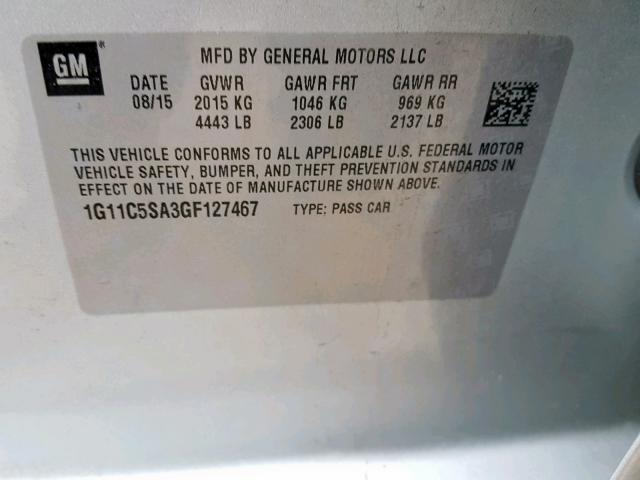 GM ® MFD BY GENERAL MOTORS LLC
DATE GVWR GAWR FRT GAWR RR
08/15 2015 KG 1046 KG 969 KG
4443 LB 2306 LB 2137 LB
THIS VEHICLE CONFORMS TO ALL APPLICABLE U.S. FEDERAL MOTOR
VEHICLE SAFETY, BUMPER, AND THEFT PREVENTION STANDARDS IN
EFFECT ON THE DATE OF MANUFACTURE SHOWN ABOVE.
1G11C5SA3GF127467 TYPE: PASS CAR